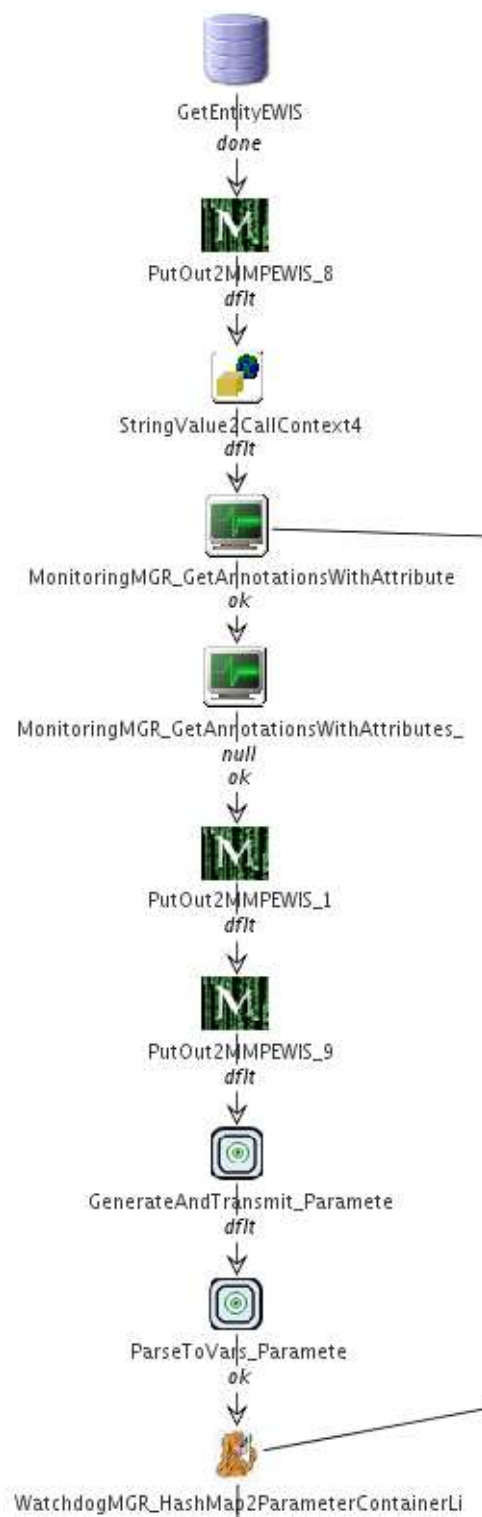 GetEntityEWIS
done
M
PutOut2MMPEWIS_8
dflt
StringValue2CallContext4
dflt
MonitoringMGR_GetAnnotationsWithAttribute
ok
MonitoringMGR_GetAnnotationsWithAttributes_
null
ok
M
PutOut2MMPEWIS_1
dflt
M
PutOut2MMPEWIS_9
dflt
GenerateAndTransmit_Paramete
dflt
ParseToVars_Paramete
ok
WatchdogMGR_HashMap2ParameterContainerLi